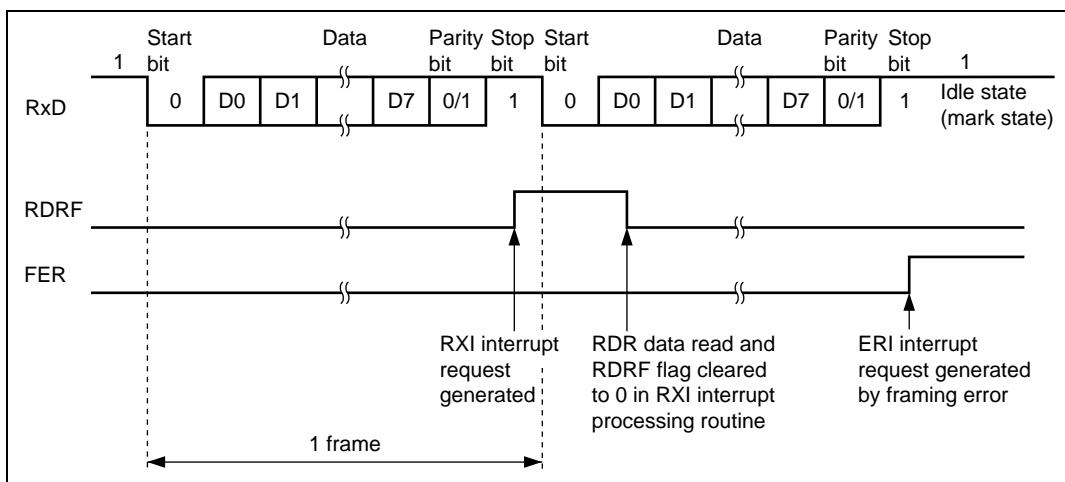 Start Data Parity Stop Start Data Parity Stop
1 bit bit bit bit bit bit 1
RxD 0 D0 D1 D7 0/1 1 0 D0 D1 D7 0/1 1 Idle state
(mark state)
RDRF
FER
RXI interrupt
request
generated
RDR data read and
RDRF flag cleared
to 0 in RXI interrupt
processing routine
ERI interrupt
request generated
by framing error
1 frame